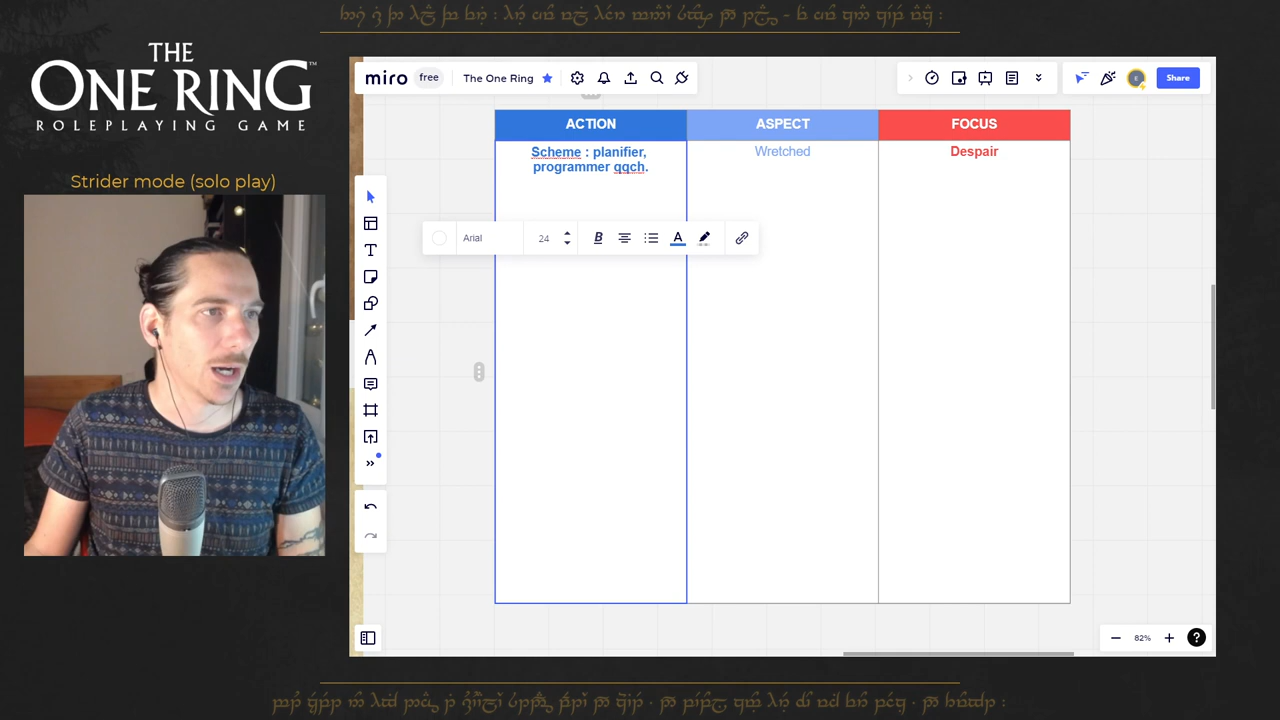 THE
ONE RING™
ROLEPLAYING GAME
Strider mode (solo play)
miro free The One Ring Share
ACTION ASPECT FOCUS
Scheme : planifier, Wretched Despair
programmer qqch.
Arial 24 B A
82% ?